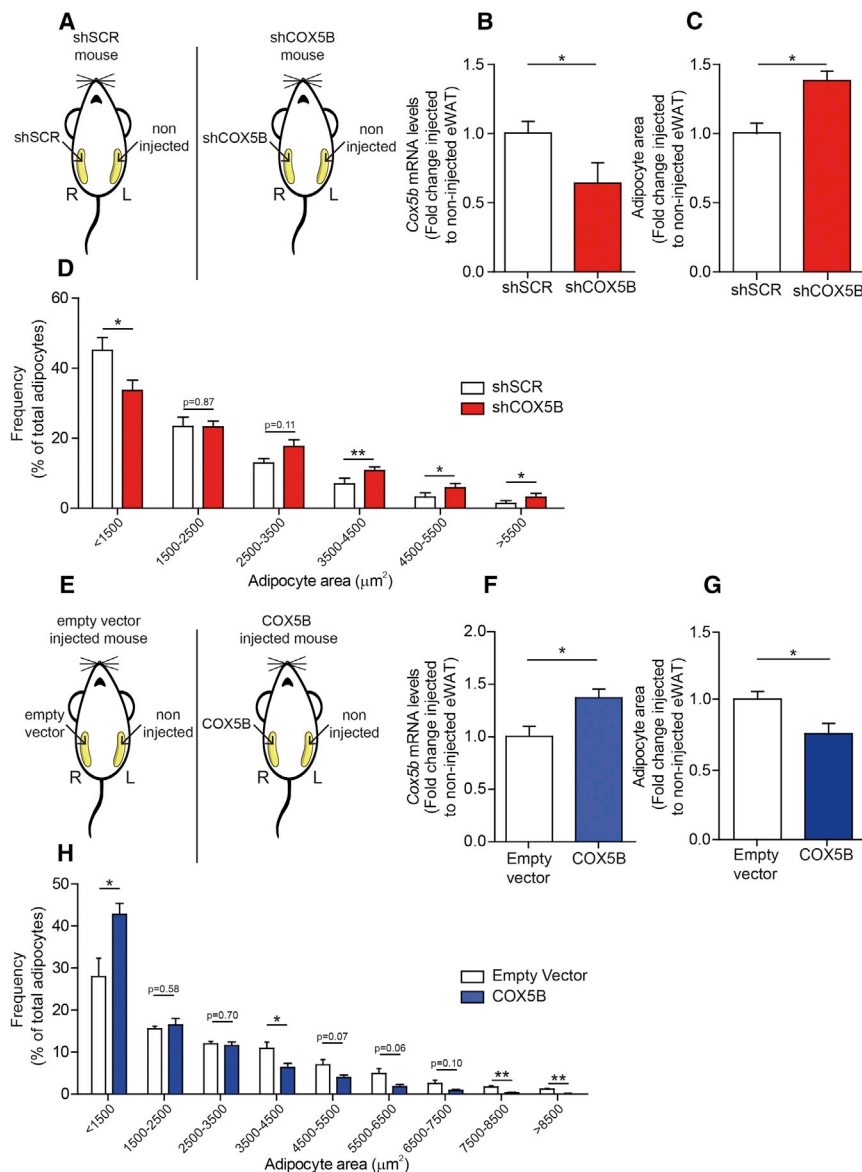 A
shSCR
mouse
shCOX5B
mouse
shSCR
non
injected
shCOX5B
non
injected
R
L
R
L
B
Cox5b mRNA levels
(Fold change injected
to non-injected eWAT)
1.5
1.0
0.5
0.0
*
shSCR
shCOX5B
C
Adipocyte area
(Fold change injected
to non-injected eWAT)
1.5
1.0
0.5
0.0
*
shSCR
shCOX5B
D
Frequency
(% of total adipocytes)
60
40
20
0
*
p=0.87
p=0.11
**
*
*
shSCR
shCOX5B
<1500
1500-2500
2500-3500
3500-4500
4500-5500
>5500
Adipocyte area (μm²)
E
empty vector
injected mouse
COX5B
injected mouse
empty
vector
non
injected
COX5B
non
injected
R
L
R
L
F
Cox5b mRNA levels
(Fold change injected
to non-injected eWAT)
2.0
1.5
1.0
0.5
0.0
*
Empty
vector
COX5B
G
Adipocyte area
(Fold change injected
to non-injected eWAT)
1.5
1.0
0.5
0.0
*
Empty
vector
COX5B
H
Frequency
(% of total adipocytes)
50
40
30
20
10
0
*
p=0.58
p=0.70
*
p=0.07
p=0.06
p=0.10
**
**
Empty Vector
COX5B
<1500
1500-2500
2500-3500
3500-4500
4500-5500
5500-6500
6500-7500
7500-8500
>8500
Adipocyte area (μm²)